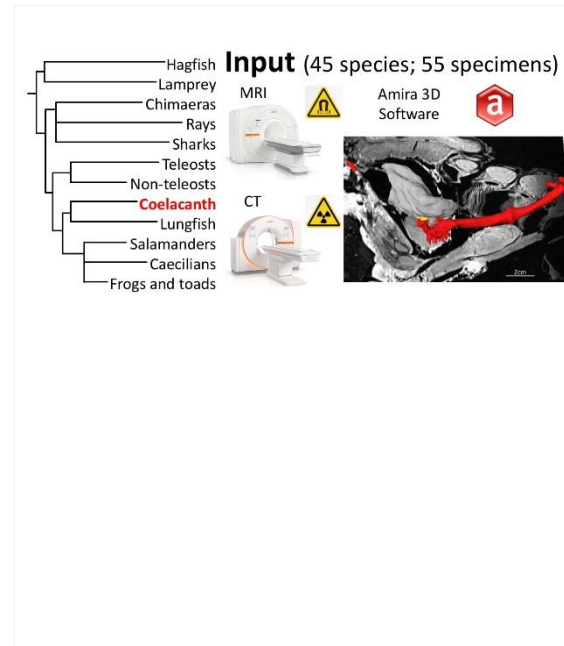 Hagfish
Lamprey
Chimaeras
Rays
Sharks
Teleosts
Non-teleosts
Coelacanth
Lungfish
Salamanders
Caecilians
Frogs and toads
Input (45 species; 55 specimens)
MRI
CT
Amira 3D
Software
a
2cm